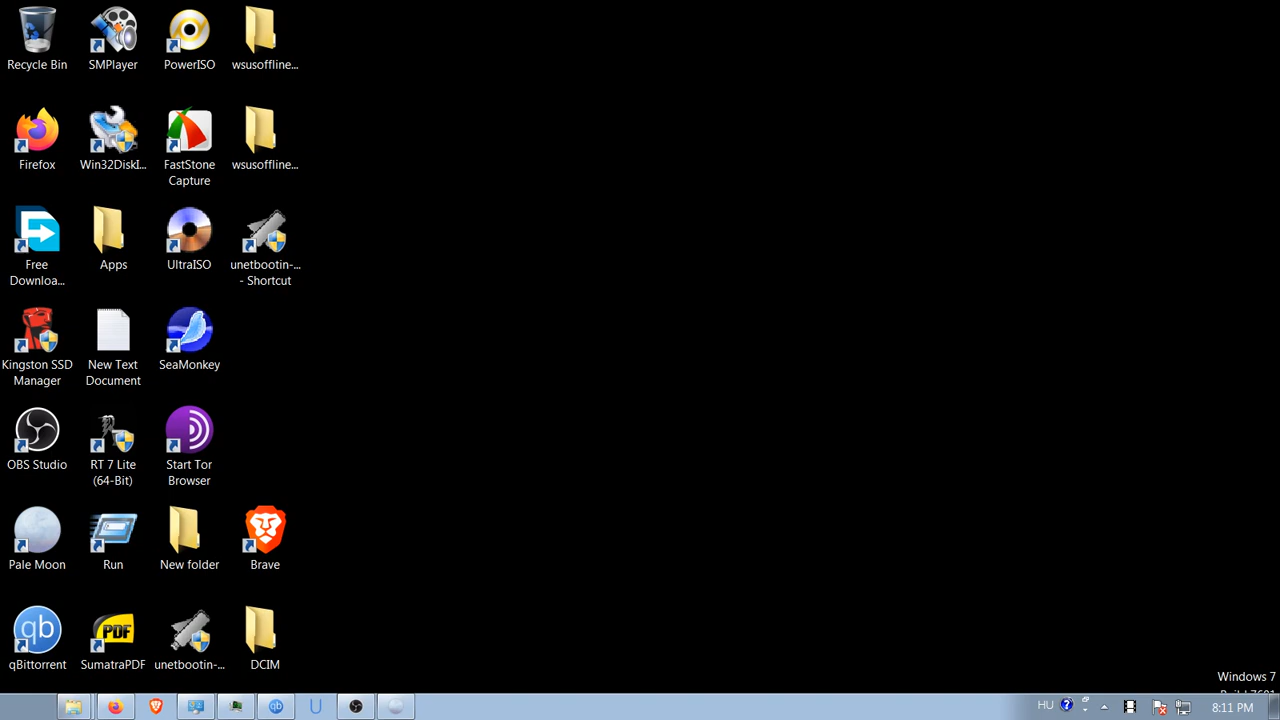 Recycle Bin
SMPlayer
PowerISO
wsusoffline...
Firefox
Win32DiskI...
FastStone
Capture
wsusoffline...
Free
Downloa...
Apps
UltraISO
unetbootin-...
- Shortcut
Kingston SSD
Manager
New Text
Document
SeaMonkey
OBS Studio
RT 7 Lite
(64-Bit)
Start Tor
Browser
Pale Moon
Run
New folder
Brave
qBittorrent
SumatraPDF
unetbootin-...
DCIM
Windows 7
Build 7601
HU
8:11 PM